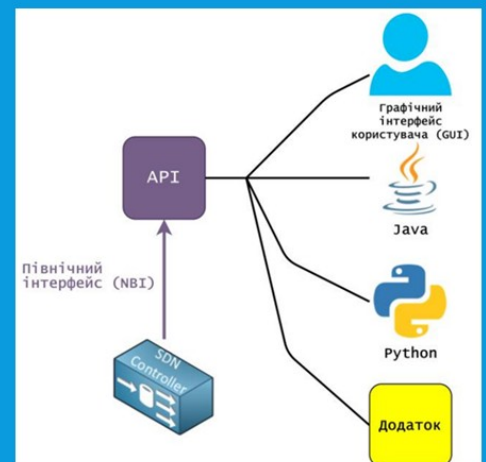 Графічний
інтерфейс
користувача (GUI)
API
Java
Північний
інтерфейс (NBI)
SDN
Controller
Python
Додаток